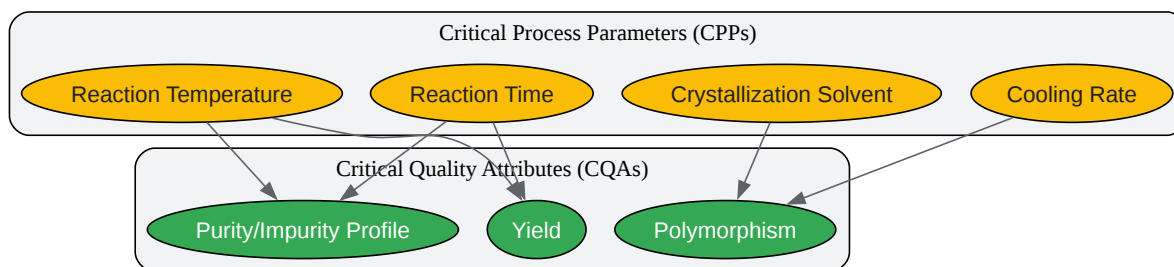 Critical Process Parameters (CPPs)
Reaction Temperature
Reaction Time
Crystallization Solvent
Cooling Rate
Critical Quality Attributes (CQAs)
Purity/Impurity Profile
Yield
Polymorphism